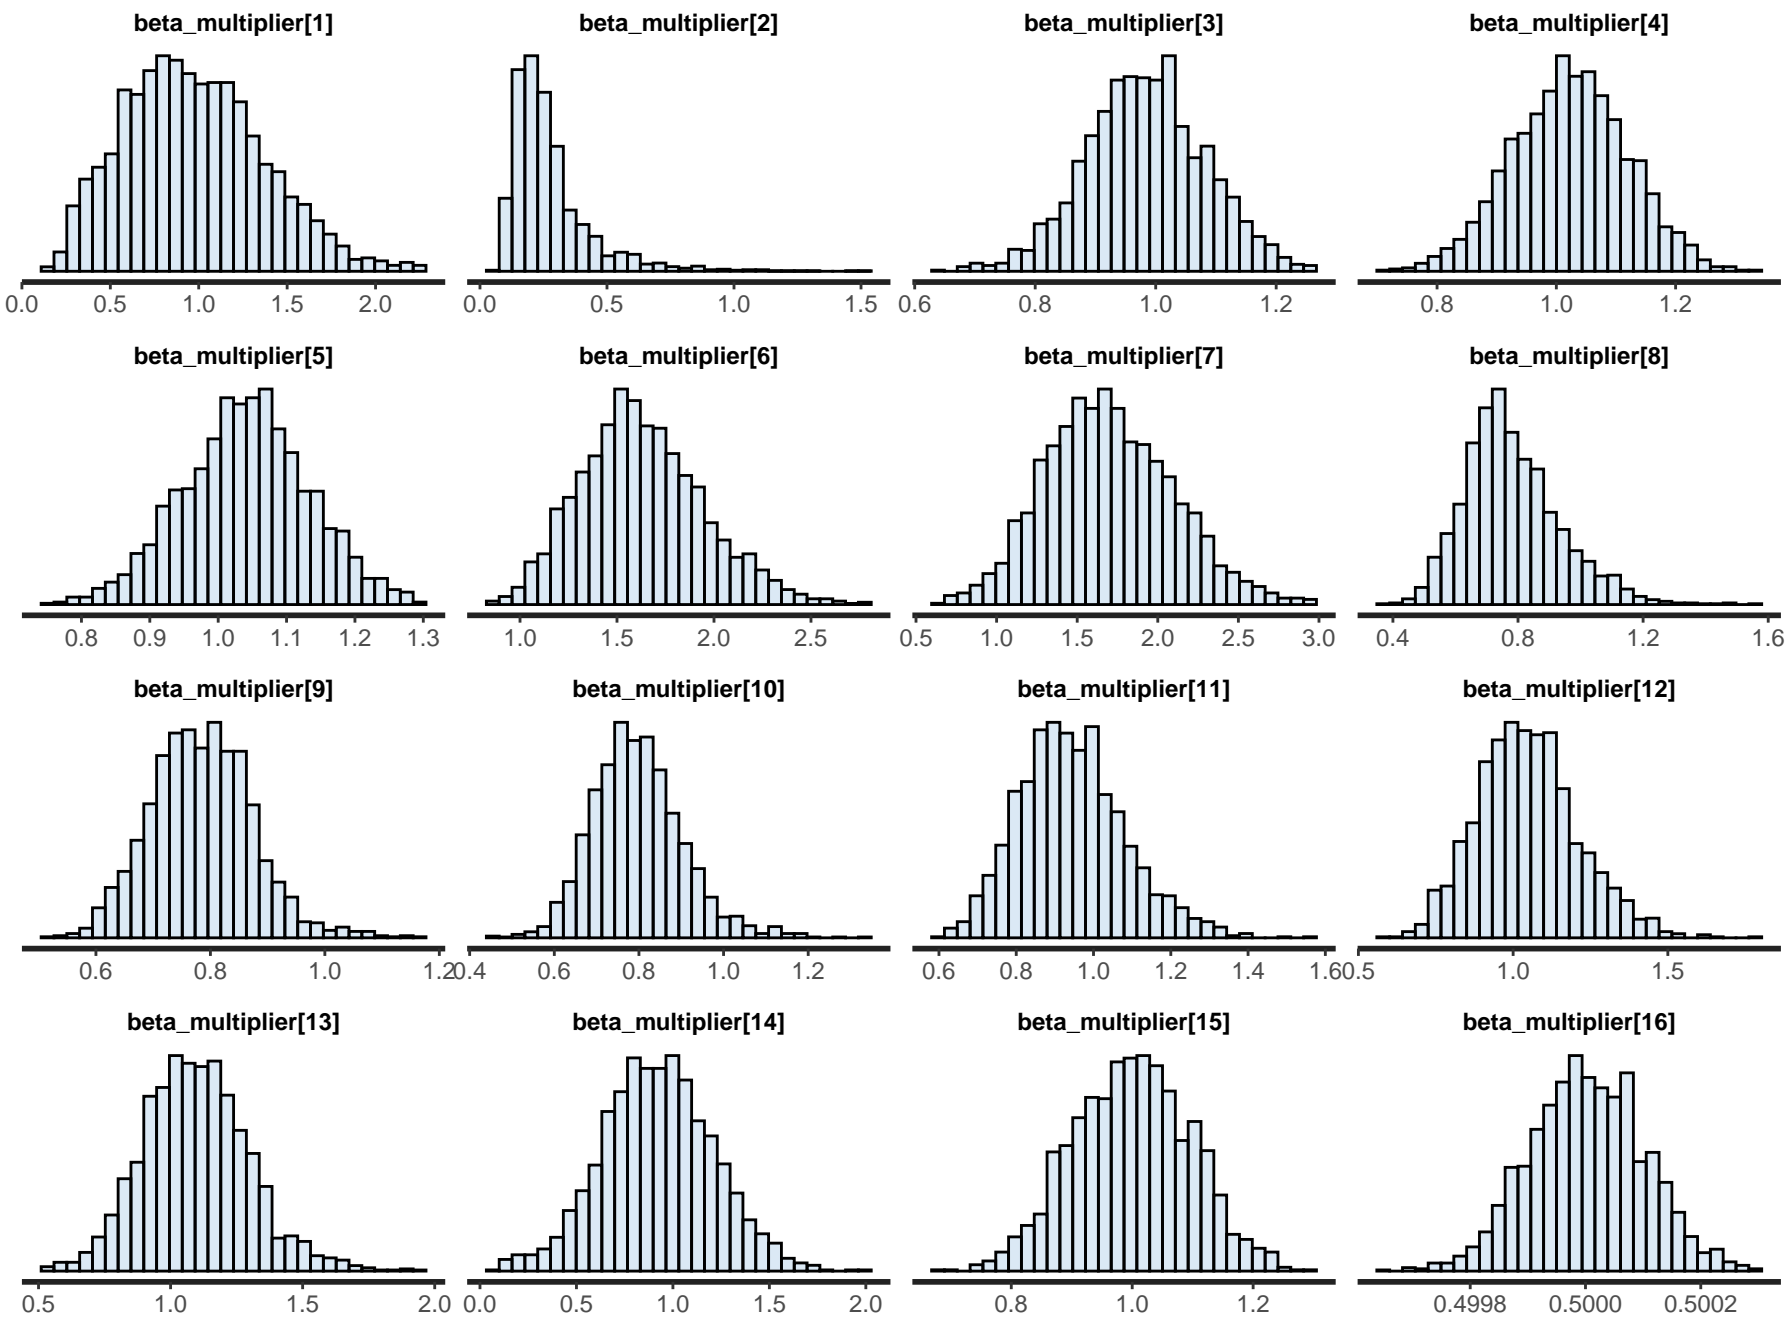 beta_multiplier[1] beta_multiplier[2] beta_multiplier[3] beta_multiplier[4]
0.0 0.5 1.0 1.5 2.0 0.0 0.5 1.0 1.5 0.6 0.8 1.0 1.2 0.8 1.0 1.2
beta_multiplier[5] beta_multiplier[6] beta_multiplier[7] beta_multiplier[8]
0.8 0.9 1.0 1.1 1.2 1.3 1.0 1.5 2.0 2.5 0.5 1.0 1.5 2.0 2.5 3.0 0.4 0.8 1.2 1.6
beta_multiplier[9] beta_multiplier[10] beta_multiplier[11] beta_multiplier[12]
0.6 0.8 1.0 1.2 0.4 0.6 0.8 1.0 1.2 0.6 0.8 1.0 1.2 1.4 1.6 0.5 1.0 1.5
beta_multiplier[13] beta_multiplier[14] beta_multiplier[15] beta_multiplier[16]
0.5 1.0 1.5 2.0 0.0 0.5 1.0 1.5 2.0 0.8 1.0 1.2 0.4998 0.5000 0.5002